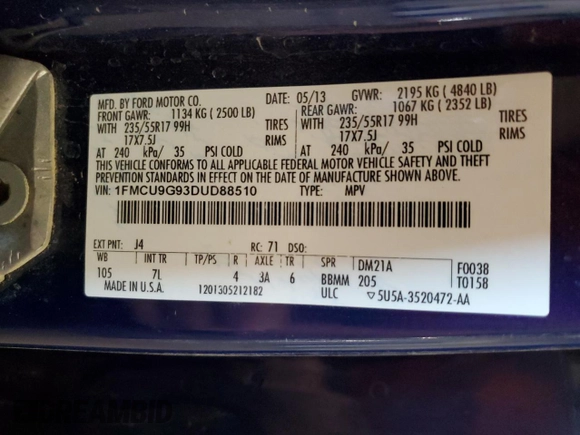 MFD. BY FORD MOTOR CO.
DATE: 05/13 GVWR: 2195 KG ( 4840 LB)
FRONT GAWR: 1134 KG ( 2500 LB)
REAR GAWR: 1067 KG ( 2352 LB)
WITH 235/55R17 99H TIRES
WITH 235/55R17 99H TIRES
17X7.5J
17X7.5J
AT 240 kPa/ 35 PSI COLD
AT 240 kPa/ 35 PSI COLD
THIS VEHICLE CONFORMS TO ALL APPLICABLE FEDERAL MOTOR VEHICLE SAFETY AND THEFT
PREVENTION STANDARDS IN EFFECT ON THE DATE OF MANUFACTURE SHOWN ABOVE.
VIN: 1FMCU9G93DUD88510 TYPE: MPV
EXT PNT: J4 RC: 71 DSO:
WB INT TR TP/PS R AXLE TR SPR DM21A F0038
105 7L 4 3A 6 BBMM 205 T0158
MADE IN U.S.A. 1201305212182 ULC ▽5U5A-3520472-AA